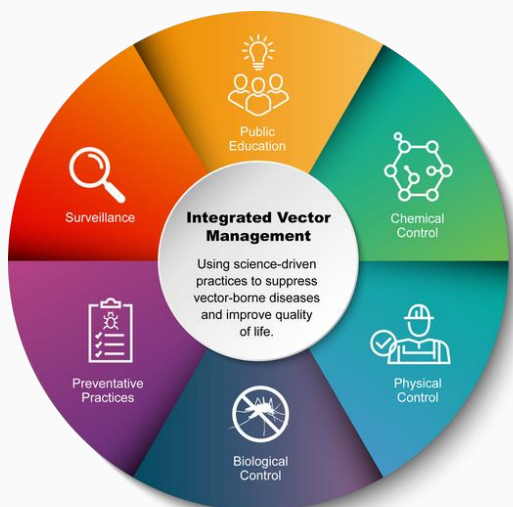 Public
Education
Surveillance
Chemical
Control
Integrated Vector
Management
Using science-driven
practices to suppress
vector-borne diseases
and improve quality
of life.
Preventative
Practices
Physical
Control
Biological
Control